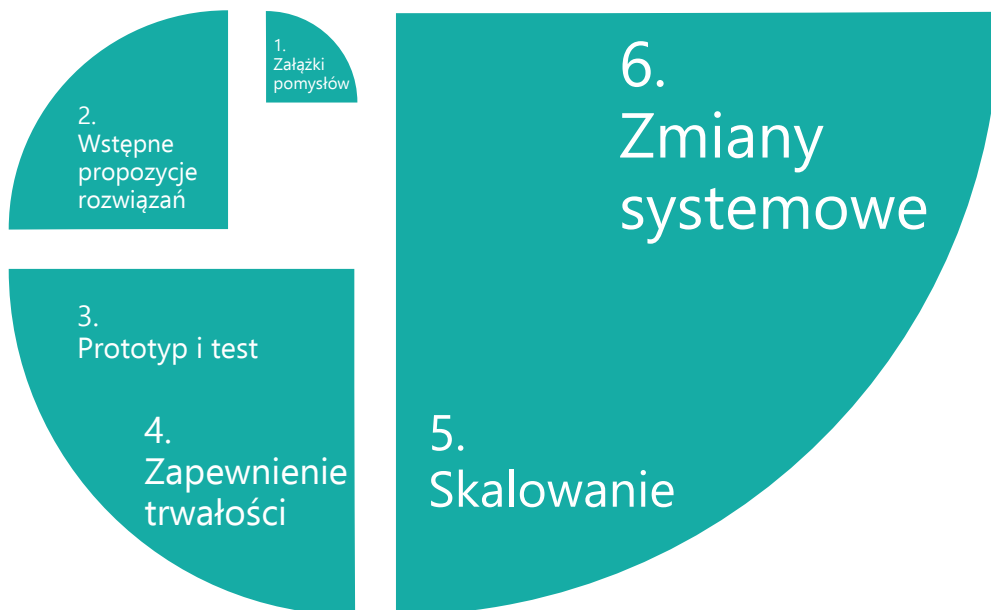 1.
Załążki
pomysłów
2.
Wstępne
propozycje
rozwiązań
3.
Prototyp i test
4.
Zapewnienie
trwałości
5.
Skalowanie
6.
Zmiany
systemowe